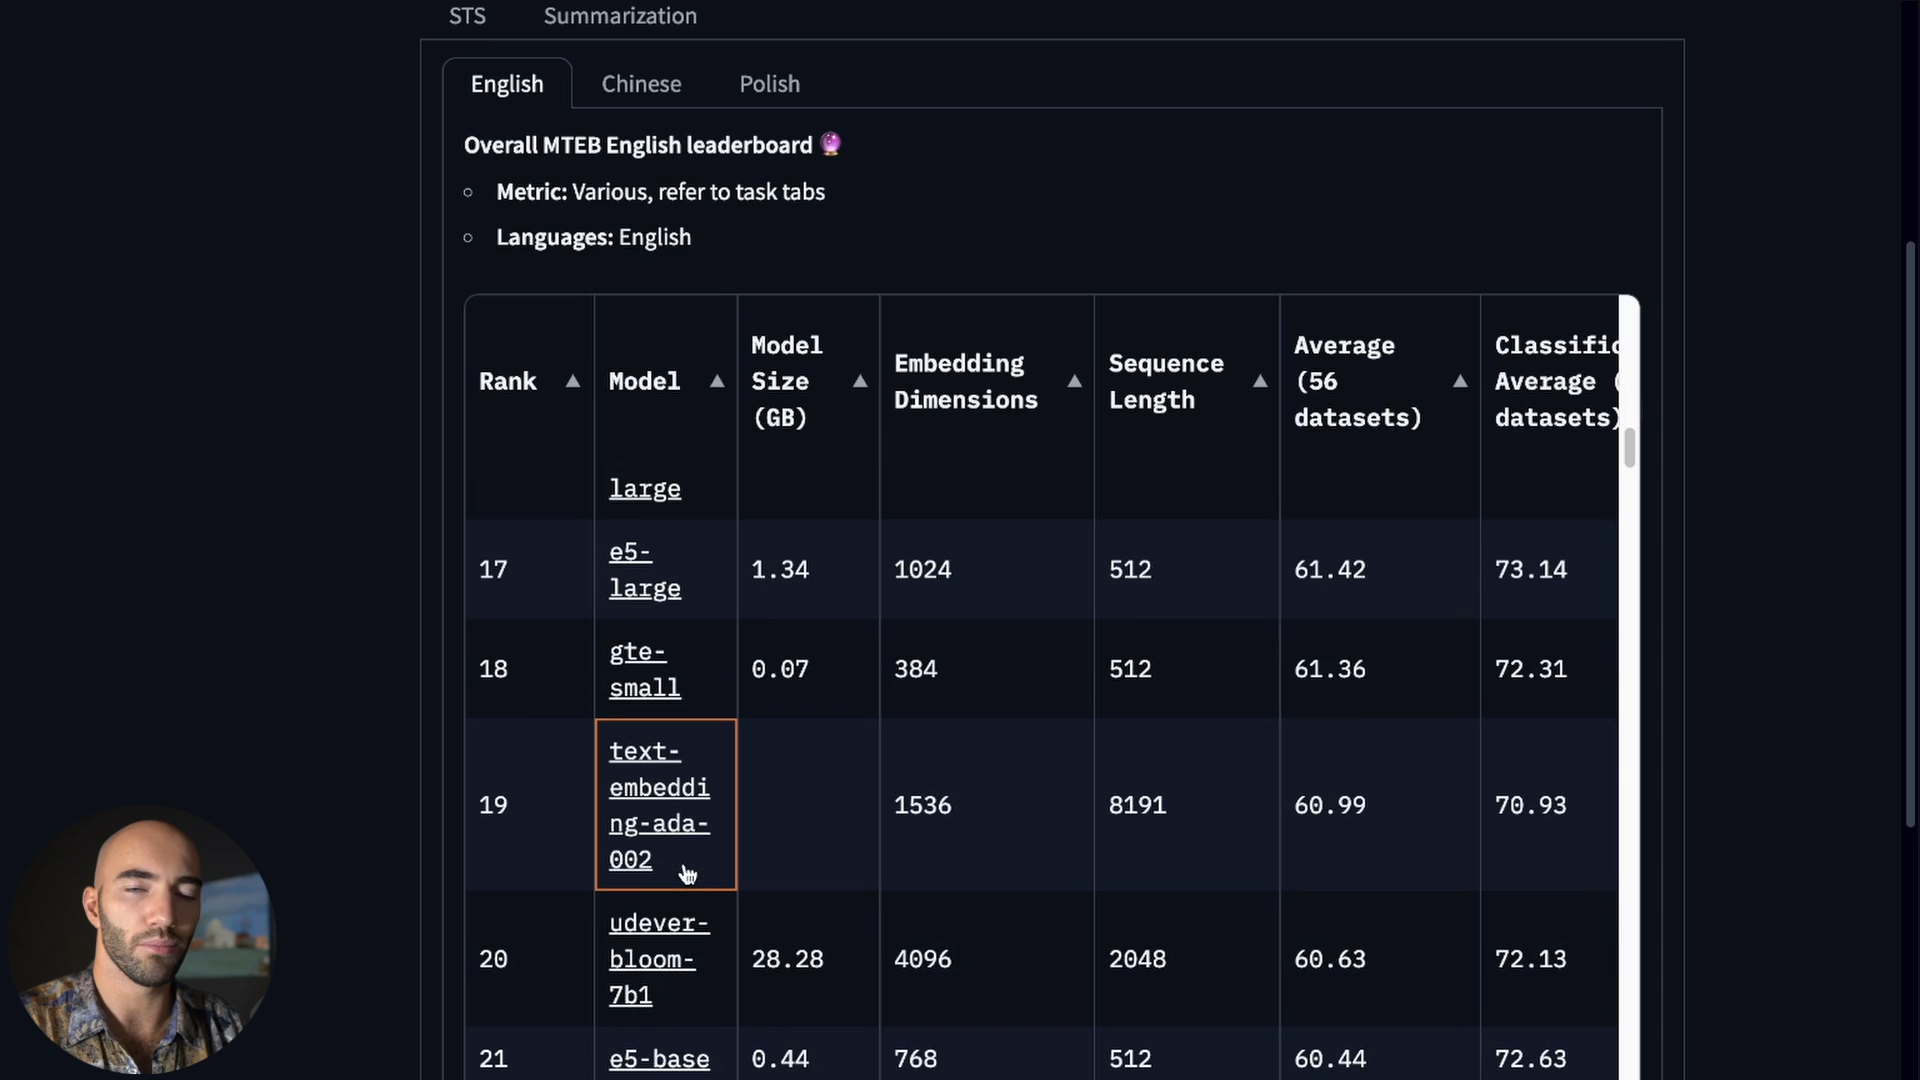 STS Summarization
English Chinese Polish
Overall MTEB English leaderboard
Metric: Various, refer to task tabs
Languages: English
Rank
Model
Model
Size
(GB)
Embedding
Dimensions
Sequence
Length
Average
(56
datasets)
Classific
Average (
datasets)
large
17
e5-
large
1.34
1024
512
61.42
73.14
18
gte-
small
0.07
384
512
61.36
72.31
19
text-
embeddi
ng-ada-
002
1536
8191
60.99
70.93
20
udever-
bloom-
7b1
28.28
4096
2048
60.63
72.13
21
e5-base
0.44
768
512
60.44
72.63